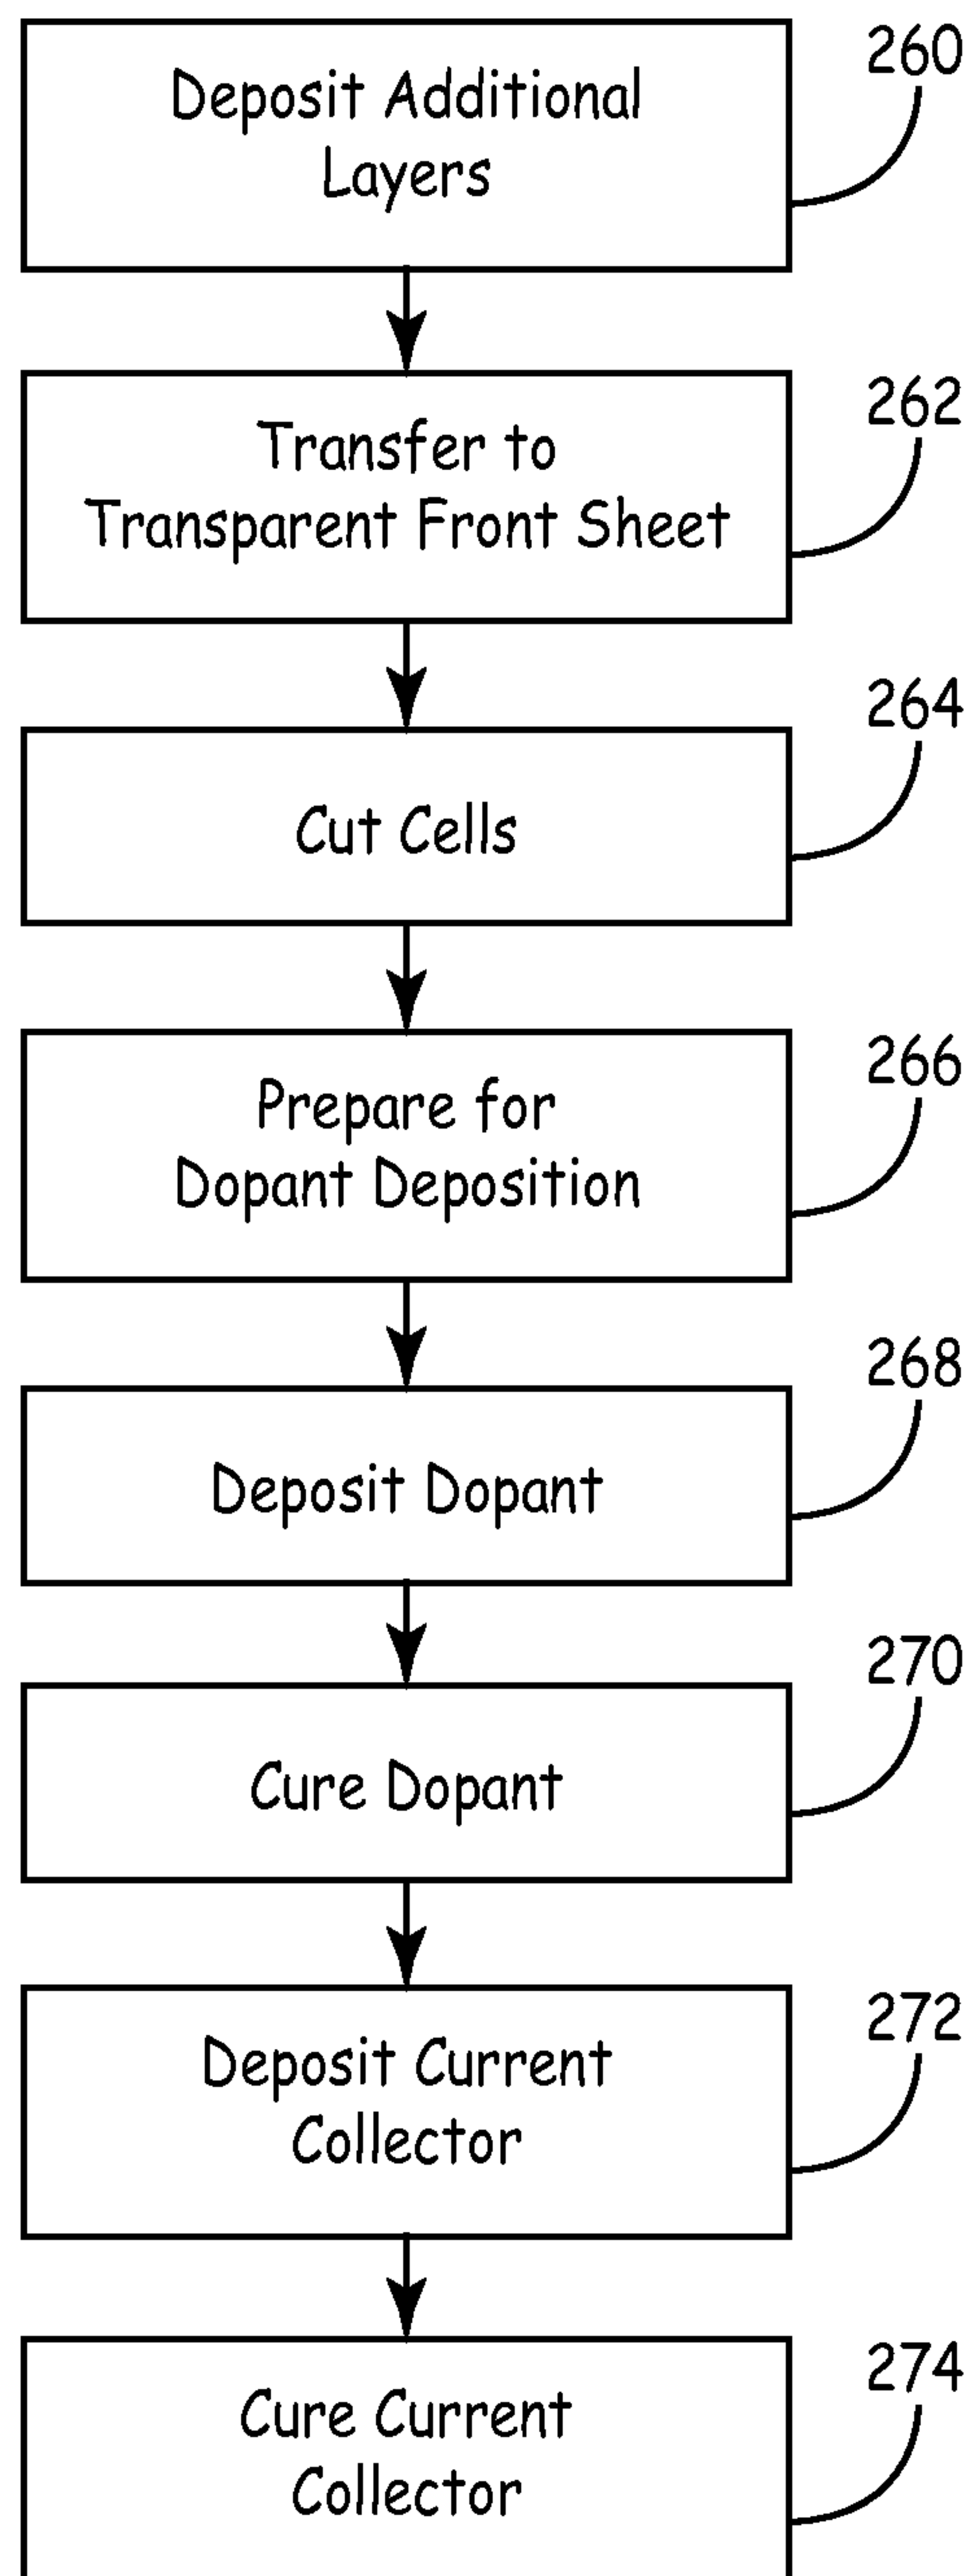 260
Deposit Additional
Layers
262
Transfer to
Transparent Front Sheet
264
Cut Cells
266
Prepare for
Dopant Deposition
268
Deposit Dopant
270
Cure Dopant
272
Deposit Current
Collector
274
Cure Current
Collector